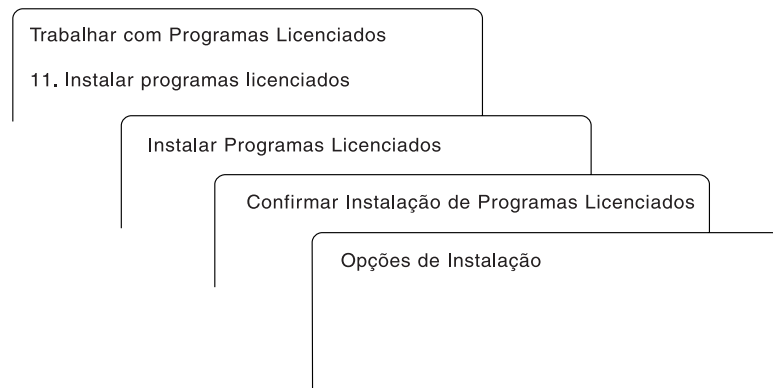 Trabalhar com Programas Licenciados
11. Instalar programas licenciados
Instalar Programas Licenciados
Confirmar Instalação de Programas Licenciados
Opções de Instalação